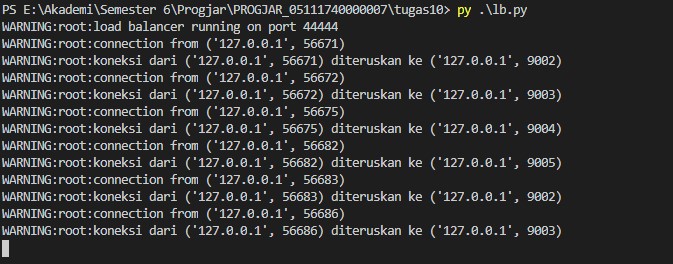 PS E:\Akademi\Semester 6\Progjar\PROGJAR_05111740000007\tugas10> py .\lb.py
WARNING:root:load balancer running on port 44444
WARNING:root:connection from ('127.0.0.1', 56671)
WARNING:root:koneksi dari ('127.0.0.1', 56671) diteruskan ke ('127.0.0.1', 9002)
WARNING:root:connection from ('127.0.0.1', 56672)
WARNING:root:koneksi dari ('127.0.0.1', 56672) diteruskan ke ('127.0.0.1', 9003)
WARNING:root:connection from ('127.0.0.1', 56675)
WARNING:root:koneksi dari ('127.0.0.1', 56675) diteruskan ke ('127.0.0.1', 9004)
WARNING:root:connection from ('127.0.0.1', 56682)
WARNING:root:koneksi dari ('127.0.0.1', 56682) diteruskan ke ('127.0.0.1', 9005)
WARNING:root:connection from ('127.0.0.1', 56683)
WARNING:root:koneksi dari ('127.0.0.1', 56683) diteruskan ke ('127.0.0.1', 9002)
WARNING:root:connection from ('127.0.0.1', 56686)
WARNING:root:koneksi dari ('127.0.0.1', 56686) diteruskan ke ('127.0.0.1', 9003)